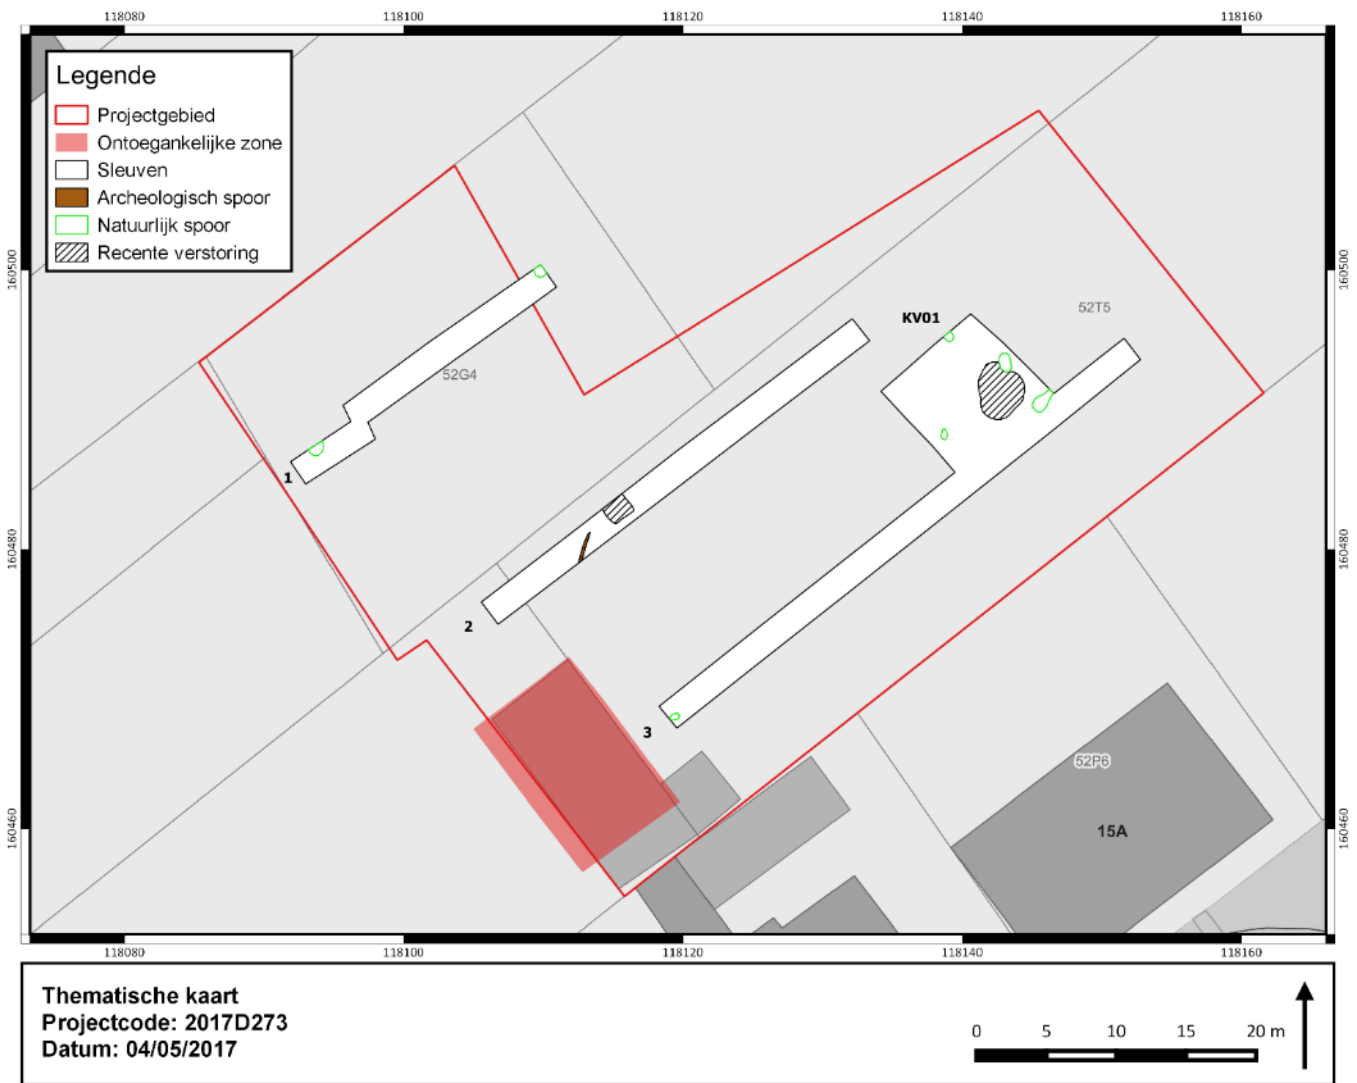 118080 118100 118120 118140 118160
Legende
Projectgebied
Ontoegankelijke zone
Sleuven
Archeologisch spoor
Natuurlijk spoor
Recente verstoring
160500
160500
KV01
52T5
52G4
1
160480
160480
2
3
52P6
15A
160460
160460
118080 118100 118120 118140 118160
Thematische kaart
Projectcode: 2017D273
Datum: 04/05/2017
0 5 10 15 20 m